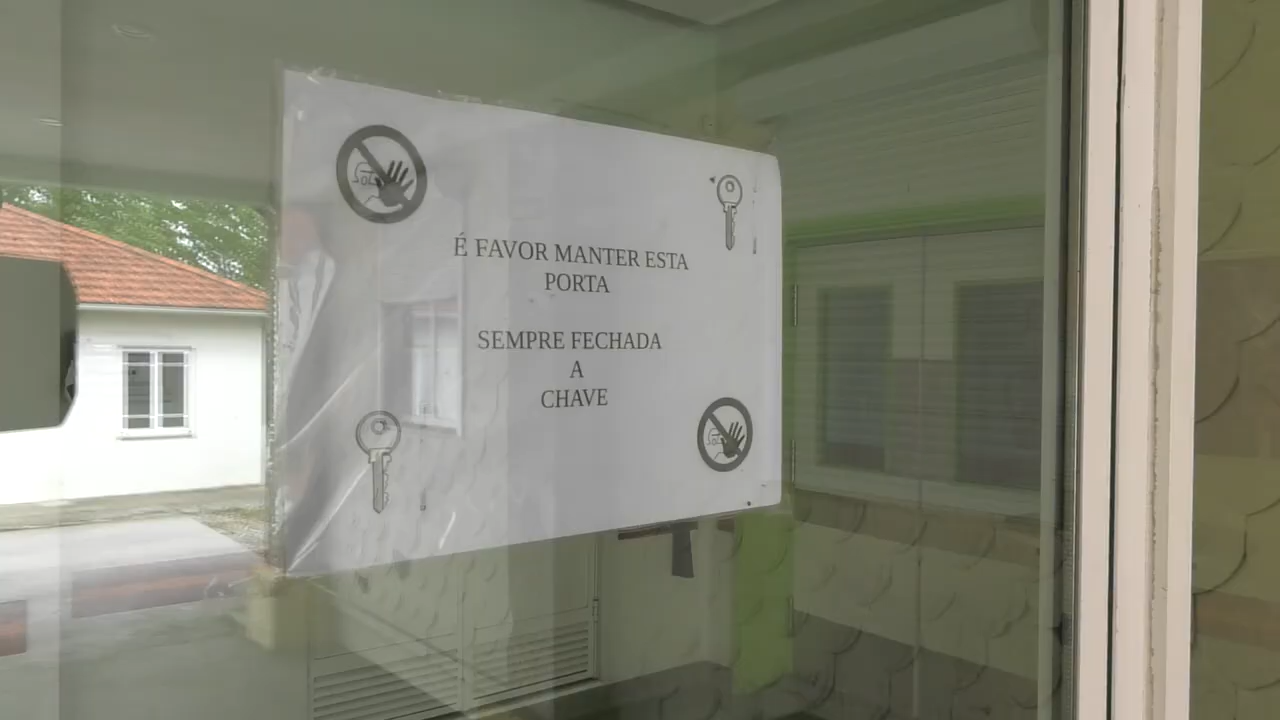 É FAVOR MANTER ESTA
PORTA
SEMPRE FECHADA
A
CHAVE